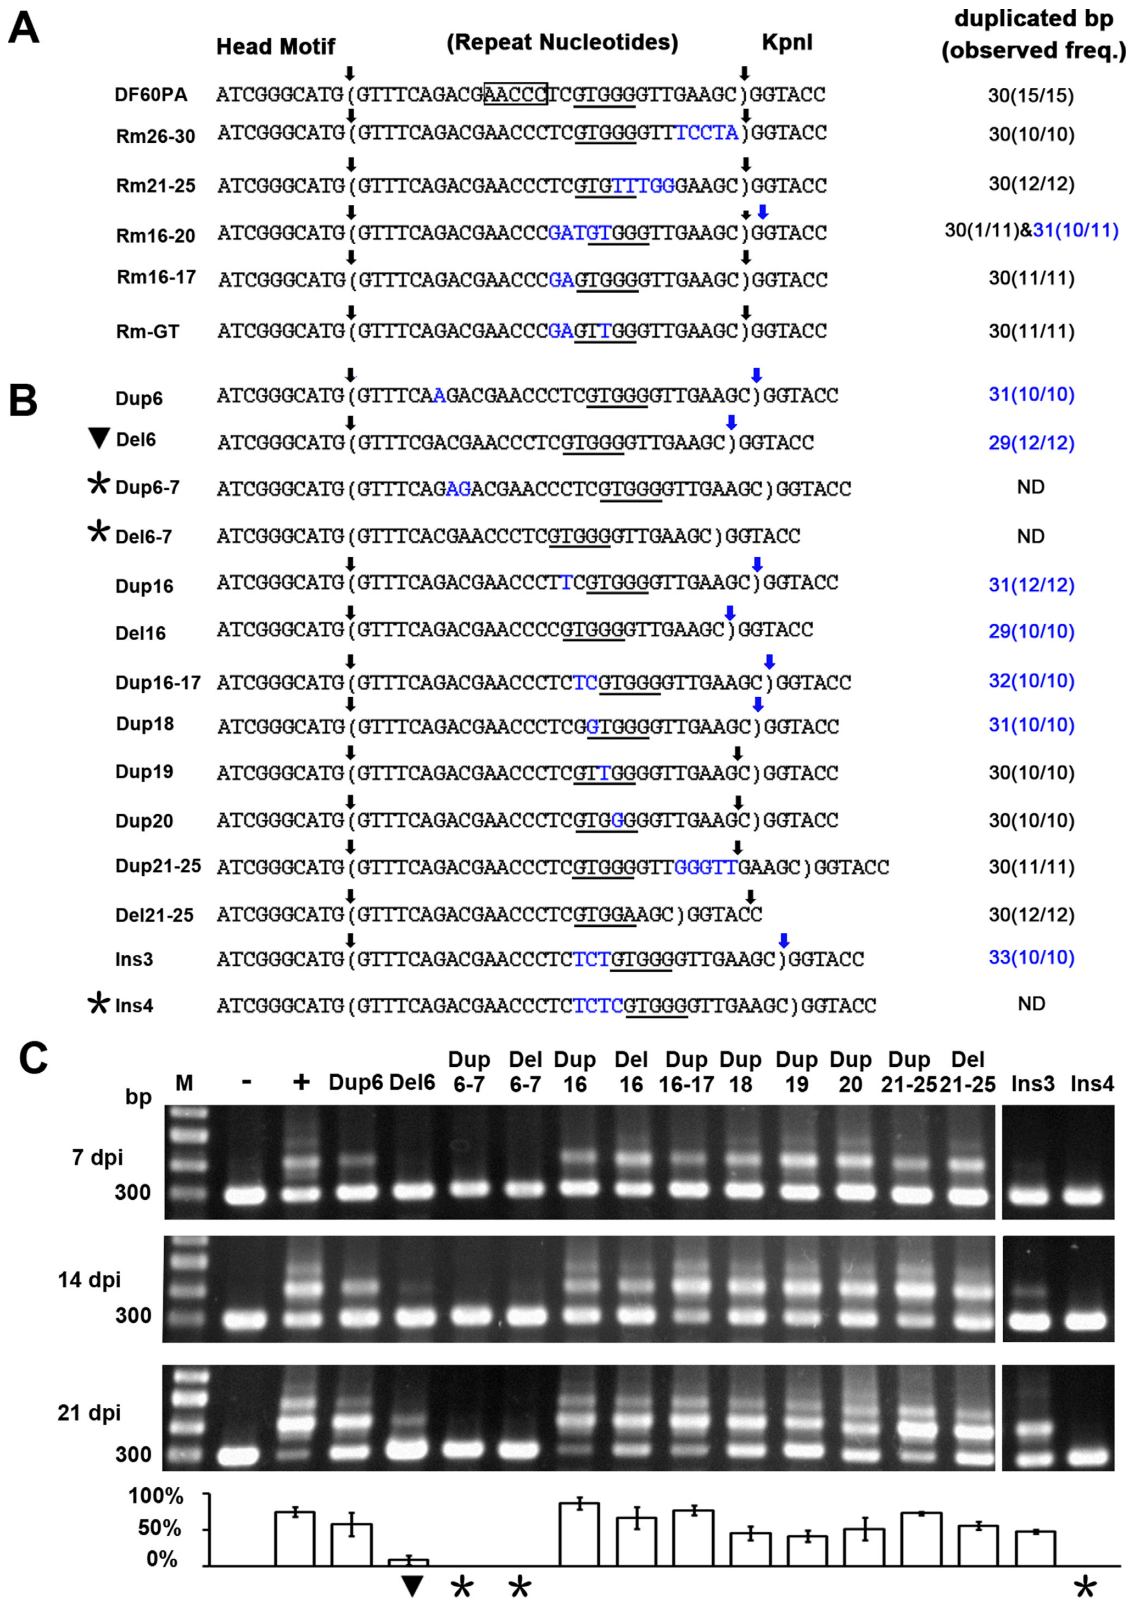 A
duplicated bp
Head Motif (Repeat Nucleotides) KpnI (observed freq.)
DF60PA ATCGGGCATG(GTTTCAGACGAACCCTCGTGGGGTTGAAGC)GGTACC 30(15/15)
Rm26-30 ATCGGGCATG(GTTTCAGACGAACCCTCGTGGGGTTTCCTA)GGTACC 30(10/10)
Rm21-25 ATCGGGCATG(GTTTCAGACGAACCCTCGTGTTTGGGAAGC)GGTACC 30(12/12)
Rm16-20 ATCGGGCATG(GTTTCAGACGAACCCGATGTGGGTTGAAGC)GGTACC 30(1/11)&31(10/11)
Rm16-17 ATCGGGCATG(GTTTCAGACGAACCCGAGTGGGGTTGAAGC)GGTACC 30(11/11)
Rm-GT ATCGGGCATG(GTTTCAGACGAACCCGAGTTGGGTTGAAGC)GGTACC 30(11/11)
B
Dup6 ATCGGGCATG(GTTTCAAGACGAACCCTCGTGGGGTTGAAGC)GGTACC 31(10/10)
Del6 ATCGGGCATG(GTTTCGACGAACCCTCGTGGGGTTGAAGC)GGTACC 29(12/12)
Dup6-7 ATCGGGCATG(GTTTCAGAGACGAACCCTCGTGGGGTTGAAGC)GGTACC ND
Del6-7 ATCGGGCATG(GTTTCACGAACCCTCGTGGGGTTGAAGC)GGTACC ND
Dup16 ATCGGGCATG(GTTTCAGACGAACCCTTCGTGGGGTTGAAGC)GGTACC 31(12/12)
Del16 ATCGGGCATG(GTTTCAGACGAACCCCGTGGGGTTGAAGC)GGTACC 29(10/10)
Dup16-17 ATCGGGCATG(GTTTCAGACGAACCCTCTCGTGGGGTTGAAGC)GGTACC 32(10/10)
Dup18 ATCGGGCATG(GTTTCAGACGAACCCTCGGTGGGGTTGAAGC)GGTACC 31(10/10)
Dup19 ATCGGGCATG(GTTTCAGACGAACCCTCGTTGGGGTTGAAGC)GGTACC 30(10/10)
Dup20 ATCGGGCATG(GTTTCAGACGAACCCTCGTGGGGGTTGAAGC)GGTACC 30(10/10)
Dup21-25 ATCGGGCATG(GTTTCAGACGAACCCTCGTGGGGTTGGGTTGAAGC)GGTACC 30(11/11)
Del21-25 ATCGGGCATG(GTTTCAGACGAACCCTCGTGGAAGC)GGTACC 30(12/12)
Ins3 ATCGGGCATG(GTTTCAGACGAACCCTCTCTGTGGGGTTGAAGC)GGTACC 33(10/10)
Ins4 ATCGGGCATG(GTTTCAGACGAACCCTCTCTCGTGGGGTTGAAGC)GGTACC ND
C
Dup Del Dup Del Dup Dup Dup Dup Dup Del
M - + Dup6 Del6 6-7 6-7 16 16 16-17 18 19 20 21-25 21-25 Ins3 Ins4
bp
7 dpi
300
14 dpi
300
21 dpi
300
100%
50%
0%